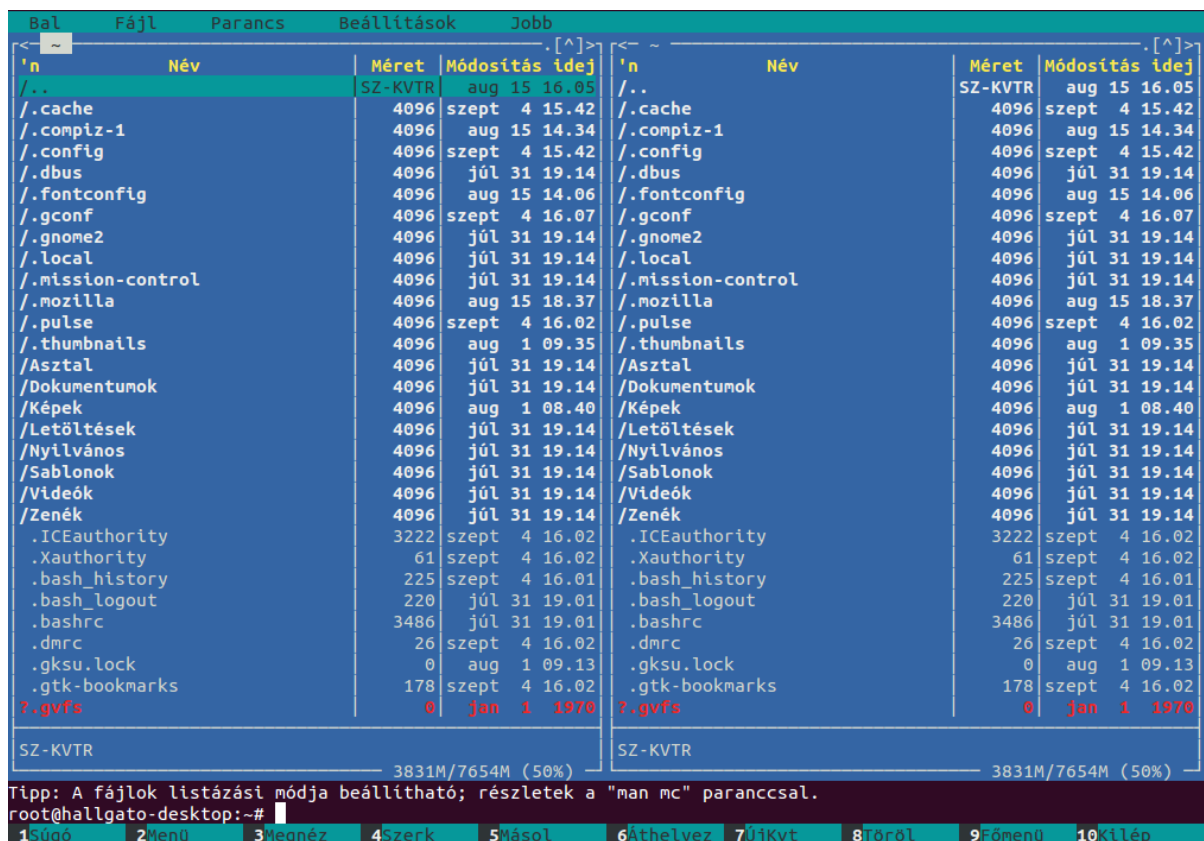 Bal Fájl Parancs Beállítások Jobb
<─ ~ .[^]> <─ ~ .[^]>
'n Név Méret Módosítás idej 'n Név Méret Módosítás idej
/.. SZ-KVTR aug 15 16.05 /.. SZ-KVTR aug 15 16.05
/.cache 4096 szept 4 15.42 /.cache 4096 szept 4 15.42
/.compiz-1 4096 aug 15 14.34 /.compiz-1 4096 aug 15 14.34
/.config 4096 szept 4 15.42 /.config 4096 szept 4 15.42
/.dbus 4096 júl 31 19.14 /.dbus 4096 júl 31 19.14
/.fontconfig 4096 aug 15 14.06 /.fontconfig 4096 aug 15 14.06
/.gconf 4096 szept 4 16.07 /.gconf 4096 szept 4 16.07
/.gnome2 4096 júl 31 19.14 /.gnome2 4096 júl 31 19.14
/.local 4096 júl 31 19.14 /.local 4096 júl 31 19.14
/.mission-control 4096 júl 31 19.14 /.mission-control 4096 júl 31 19.14
/.mozilla 4096 aug 15 18.37 /.mozilla 4096 aug 15 18.37
/.pulse 4096 szept 4 16.02 /.pulse 4096 szept 4 16.02
/.thumbnails 4096 aug 1 09.35 /.thumbnails 4096 aug 1 09.35
/Asztal 4096 júl 31 19.14 /Asztal 4096 júl 31 19.14
/Dokumentumok 4096 júl 31 19.14 /Dokumentumok 4096 júl 31 19.14
/Képek 4096 aug 1 08.40 /Képek 4096 aug 1 08.40
/Letöltések 4096 júl 31 19.14 /Letöltések 4096 júl 31 19.14
/Nyilvános 4096 júl 31 19.14 /Nyilvános 4096 júl 31 19.14
/Sablonok 4096 júl 31 19.14 /Sablonok 4096 júl 31 19.14
/Videók 4096 júl 31 19.14 /Videók 4096 júl 31 19.14
/Zenék 4096 júl 31 19.14 /Zenék 4096 júl 31 19.14
.ICEauthority 3222 szept 4 16.02 .ICEauthority 3222 szept 4 16.02
.Xauthority 61 szept 4 16.02 .Xauthority 61 szept 4 16.02
.bash_history 225 szept 4 16.01 .bash_history 225 szept 4 16.01
.bash_logout 220 júl 31 19.01 .bash_logout 220 júl 31 19.01
.bashrc 3486 júl 31 19.01 .bashrc 3486 júl 31 19.01
.dmrc 26 szept 4 16.02 .dmrc 26 szept 4 16.02
.gksu.lock 0 aug 1 09.13 .gksu.lock 0 aug 1 09.13
.gtk-bookmarks 178 szept 4 16.02 .gtk-bookmarks 178 szept 4 16.02
?.gvfs 0 jan 1 1970 ?.gvfs 0 jan 1 1970
SZ-KVTR SZ-KVTR
3831M/7654M (50%) 3831M/7654M (50%)
Tipp: A fájlok listázási módja beállítható; részletek a "man mc" paranccsal.
root@hallgato-desktop:~#
1Súgó 2Menü 3Megnéz 4Szerk 5Másol 6Áthelyez 7ÚjKvt 8Töröl 9Főmenü 10Kilép